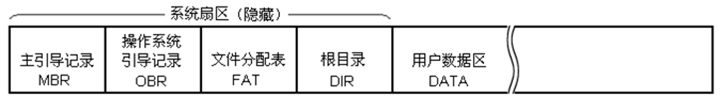 系统扇区（隐藏）
主引导记录
MBR
操作系统
引导记录
OBR
文件分配表
FAT
根目录
DIR
用户数据区
DATA